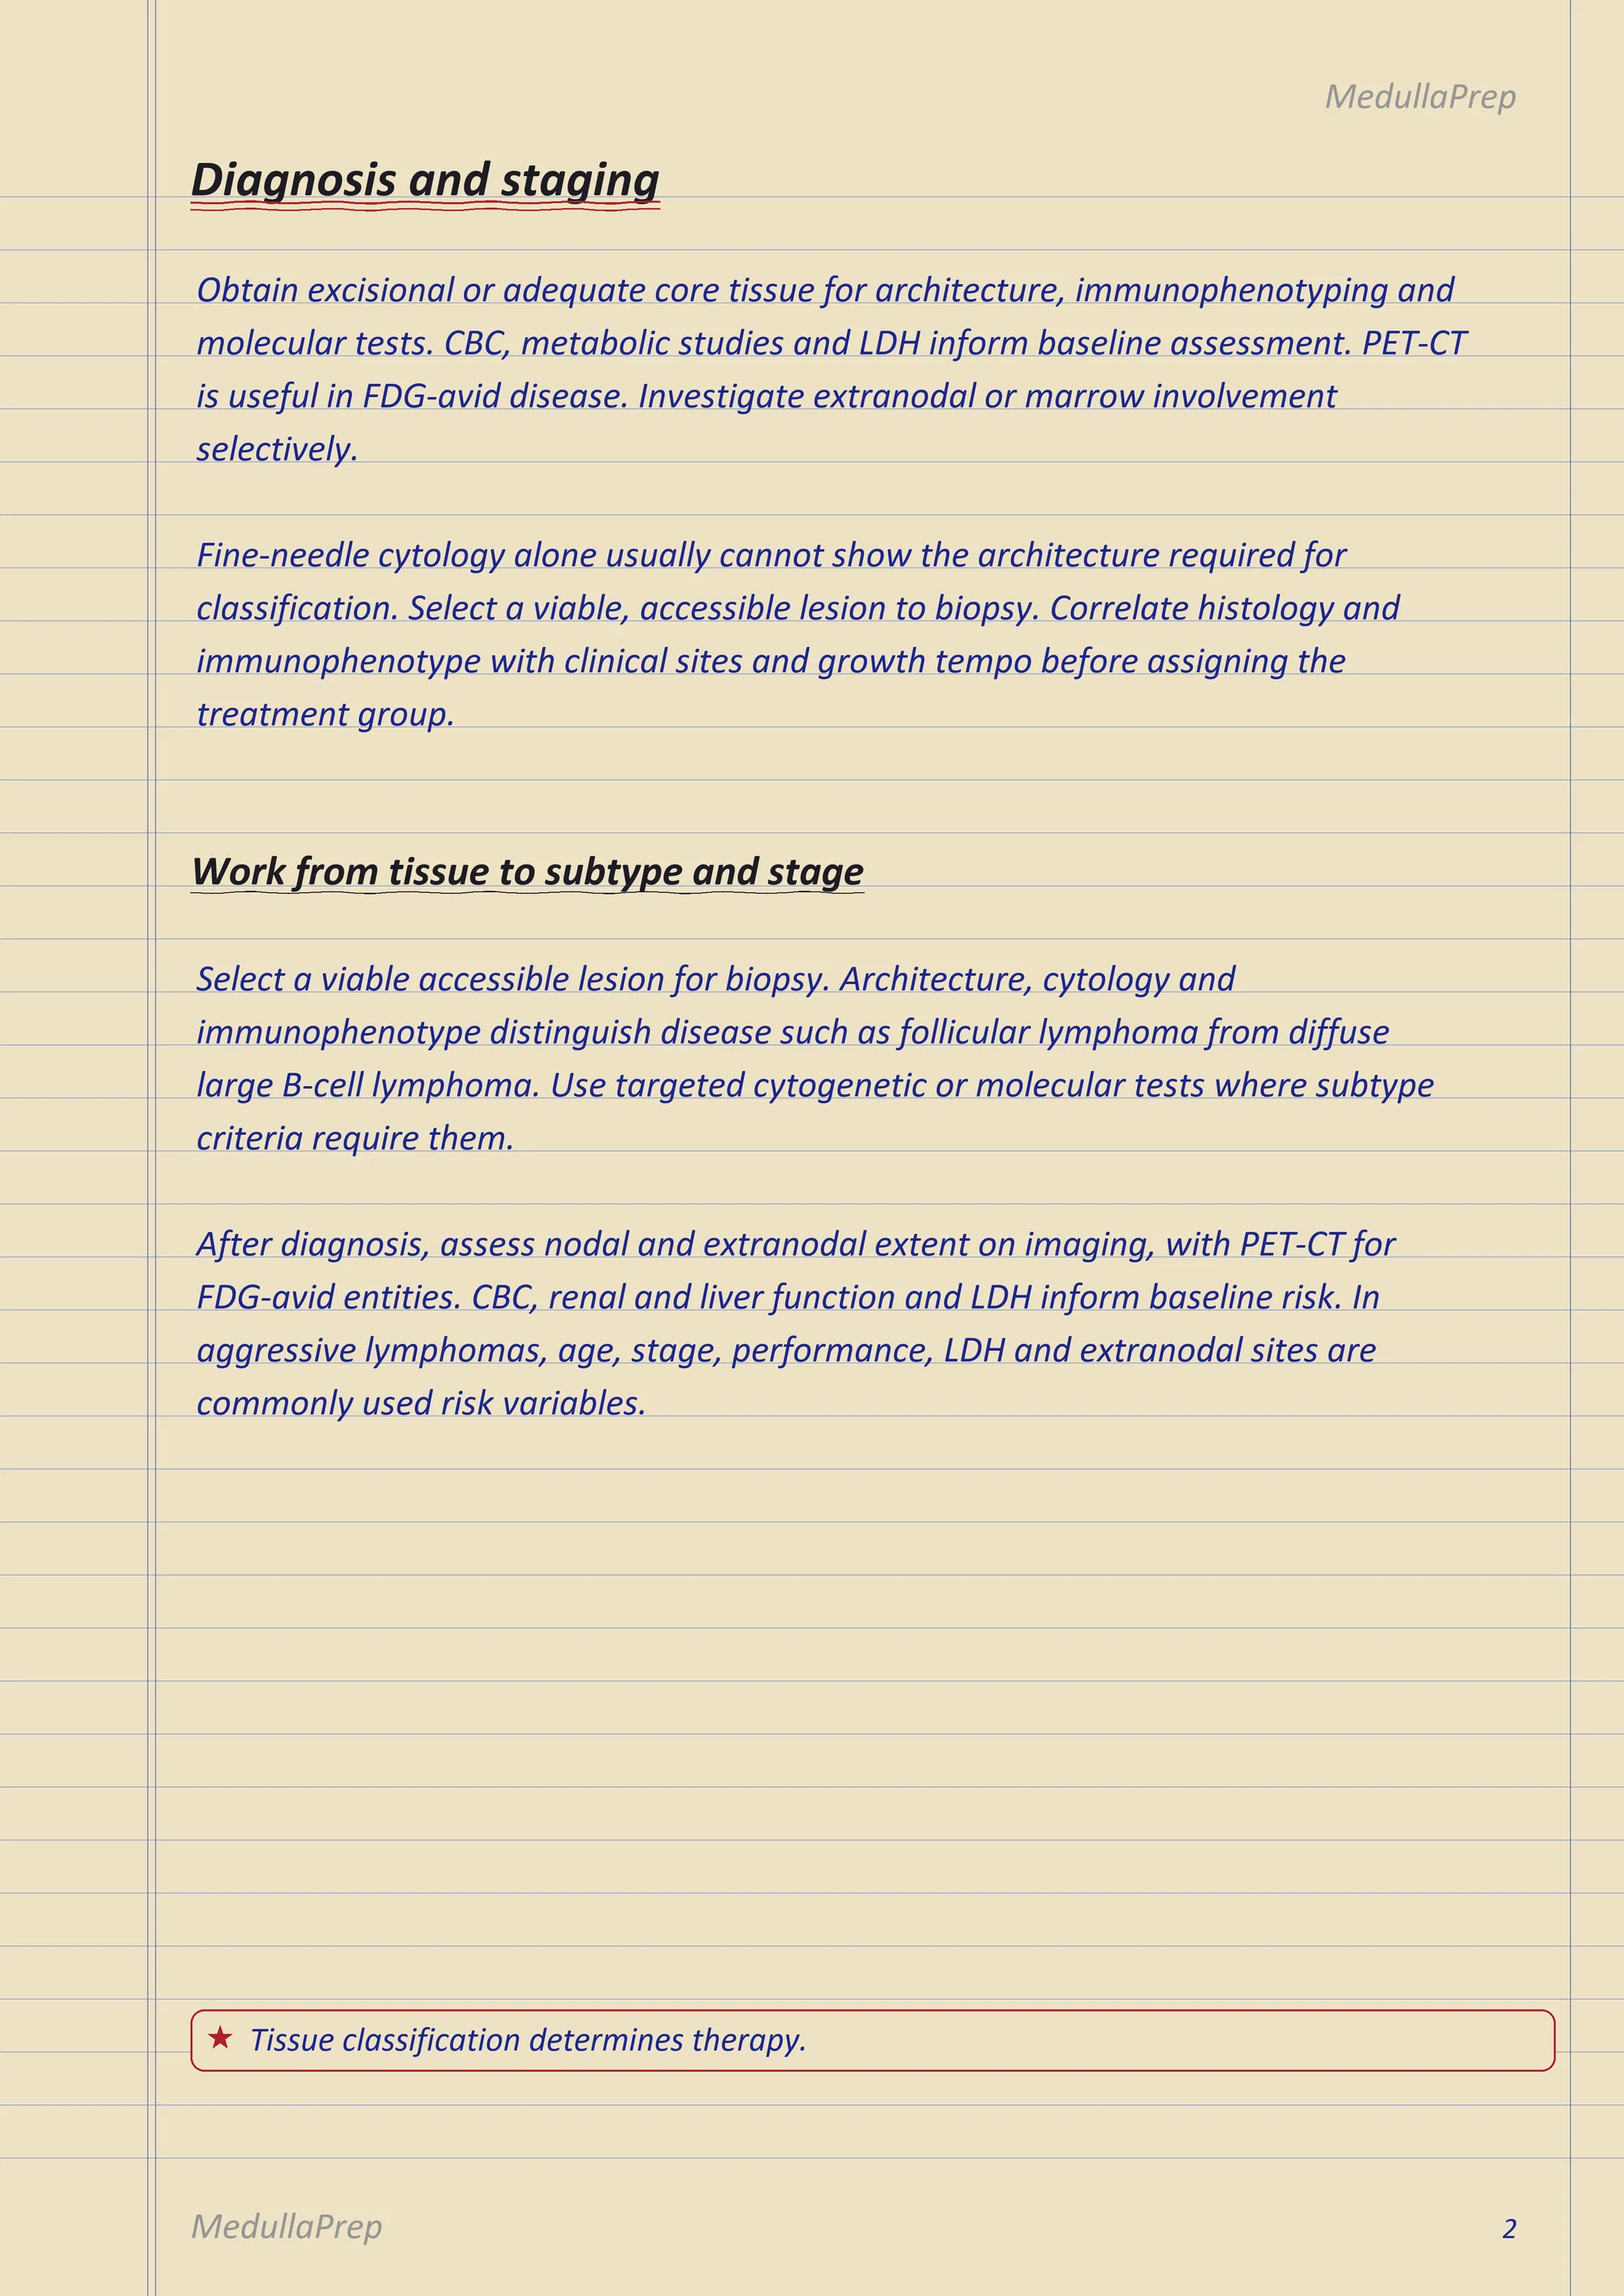 MedullaPrep
Diagnosis and staging
Obtain excisional or adequate core tissue for architecture, immunophenotyping and
molecular tests. CBC, metabolic studies and LDH inform baseline assessment. PET-CT
is useful in FDG-avid disease. Investigate extranodal or marrow involvement
selectively.
Fine-needle cytology alone usually cannot show the architecture required for
classification. Select a viable, accessible lesion to biopsy. Correlate histology and
immunophenotype with clinical sites and growth tempo before assigning the
treatment group.
Work from tissue to subtype and stage
Select a viable accessible lesion for biopsy. Architecture, cytology and
immunophenotype distinguish disease such as follicular lymphoma from diffuse
large B-cell lymphoma. Use targeted cytogenetic or molecular tests where subtype
criteria require them.
After diagnosis, assess nodal and extranodal extent on imaging, with PET-CT for
FDG-avid entities. CBC, renal and liver function and LDH inform baseline risk. In
aggressive lymphomas, age, stage, performance, LDH and extranodal sites are
commonly used risk variables.
★ Tissue classification determines therapy.
MedullaPrep
2